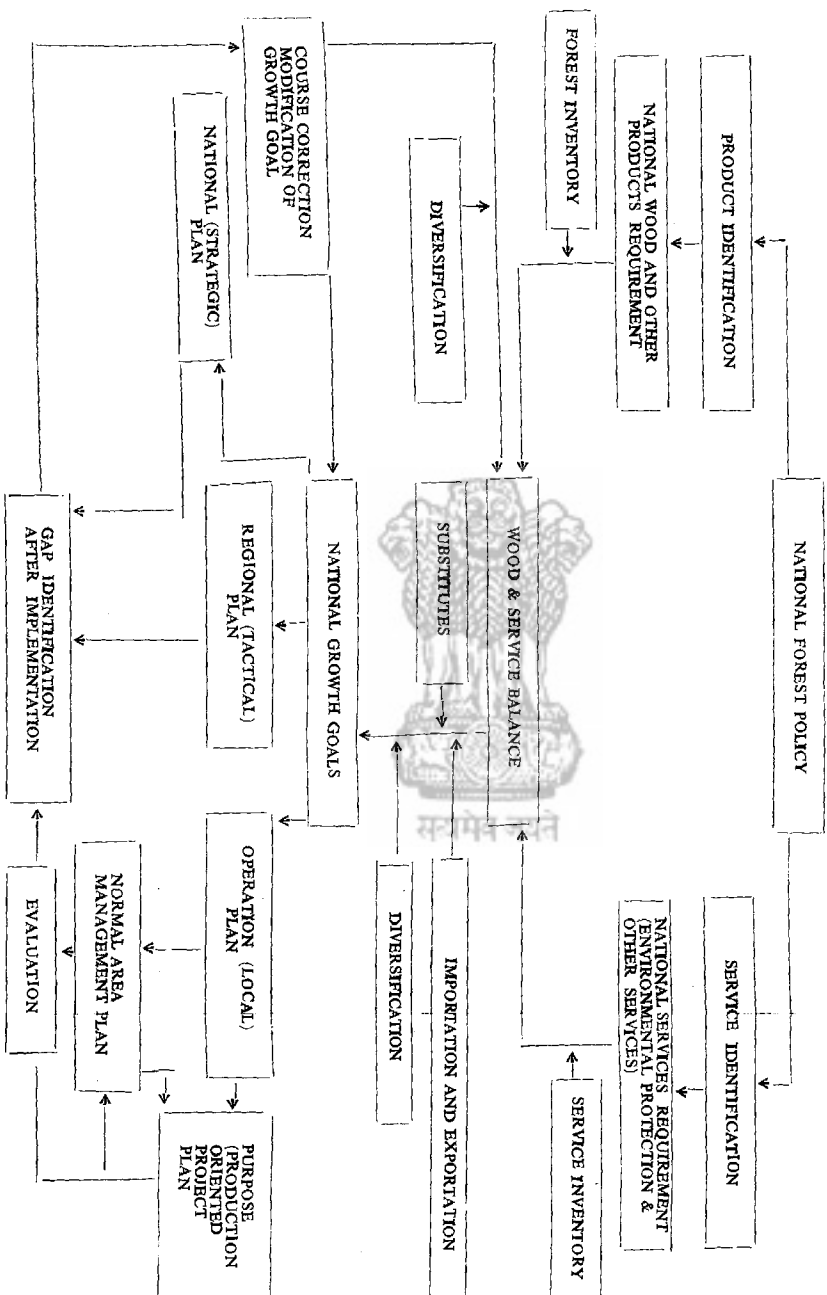 NATIONAL FOREST POLICY
PRODUCT IDENTIFICATION
SERVICE IDENTIFICATION
NATIONAL WOOD AND OTHER
PRODUCTS REQUIREMENT
NATIONAL SERVICES REQUIREMENT
(ENVIRONMENTAL PROTECTION &
OTHER SERVICES)
FOREST INVENTORY
SERVICE INVENTORY
WOOD & SERVICE BALANCE
DIVERSIFICATION
SUBSTITUTES
IMPORTATION AND EXPORTATION
DIVERSIFICATION
COURSE CORRECTION
MODIFICATION OF
GROWTH GOAL
NATIONAL GROWTH GOALS
NATIONAL (STRATEGIC)
PLAN
REGIONAL (TACTICAL)
PLAN
OPERATION (LOCAL)
PLAN
PURPOSE
(PRODUCTION
ORIENTED
PROJECT
PLAN
NORMAL AREA
MANAGEMENT PLAN
GAP IDENTIFICATION
AFTER IMPLEMENTATION
EVALUATION
सत्यमेव जयते